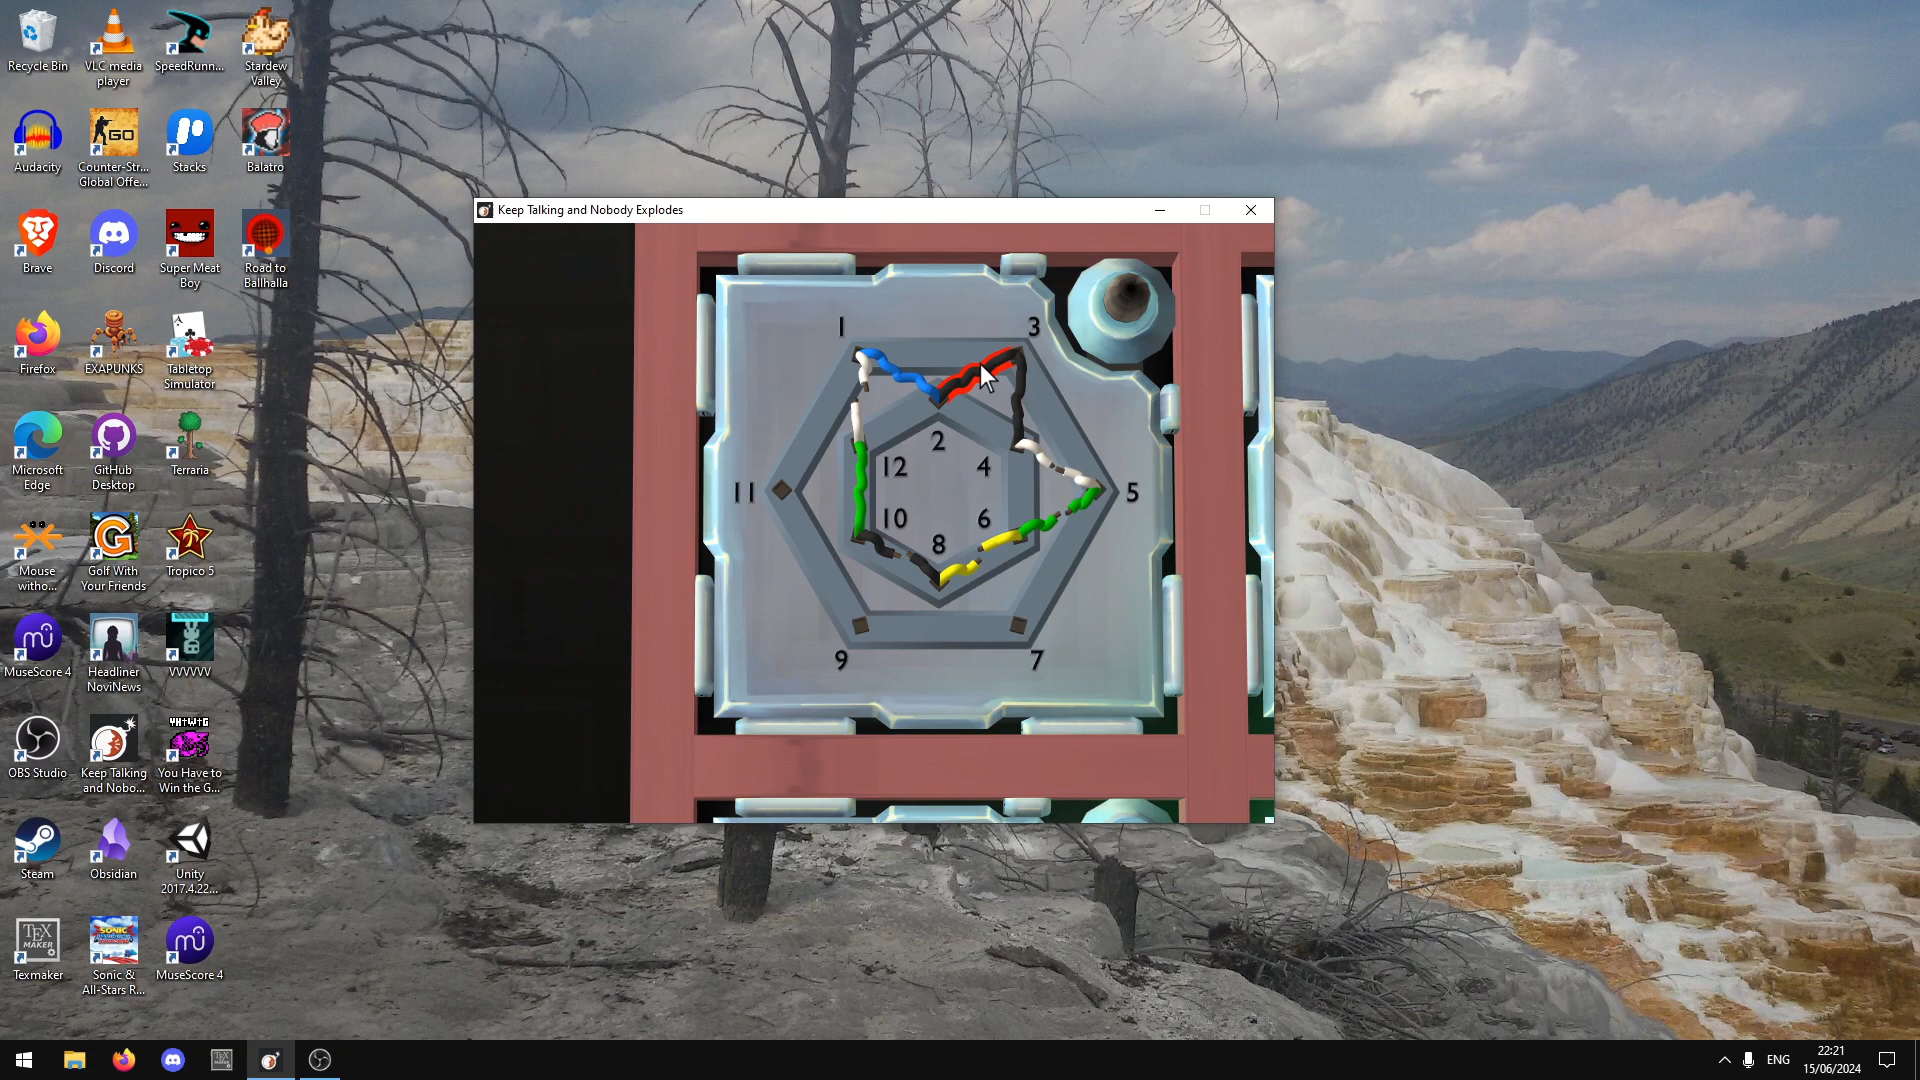 Recycle Bin
VLC media
player
SpeedRunn...
Stardew
Valley
Audacity
Counter-Str...
Global Offe...
Stacks
Balatro
Brave
Discord
Super Meat
Boy
Road to
Ballhalla
Firefox
EXAPUNKS
Tabletop
Simulator
Microsoft
Edge
GitHub
Desktop
Terraria
Mouse
witho...
Golf With
Your Friends
Tropico 5
MuseScore 4
Headliner
NoviNews
VVVVVV
OBS Studio
Keep Talking
and Nobo...
You Have to
Win the G...
Steam
Obsidian
Unity
2017.4.22...
Texmaker
Sonic &
All-Stars R...
MuseScore 4
Keep Talking and Nobody Explodes
1
3
2
12
4
11
5
10
6
8
9
7
ENG
22:21
15/06/2024